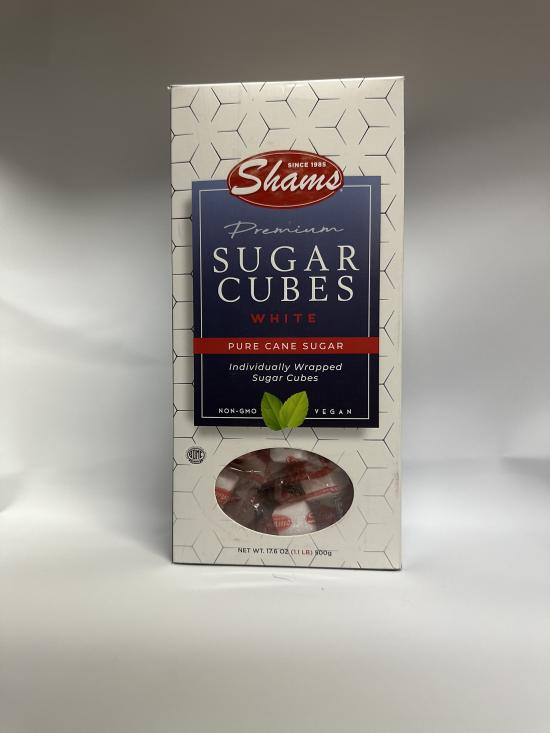 SINCE 1985
Shams
Premium
SUGAR
CUBES
WHITE
PURE CANE SUGAR
Individually Wrapped
Sugar Cubes
NON-GMO VEGAN
NET WT. 17.6 OZ (1.1 LB) 500g